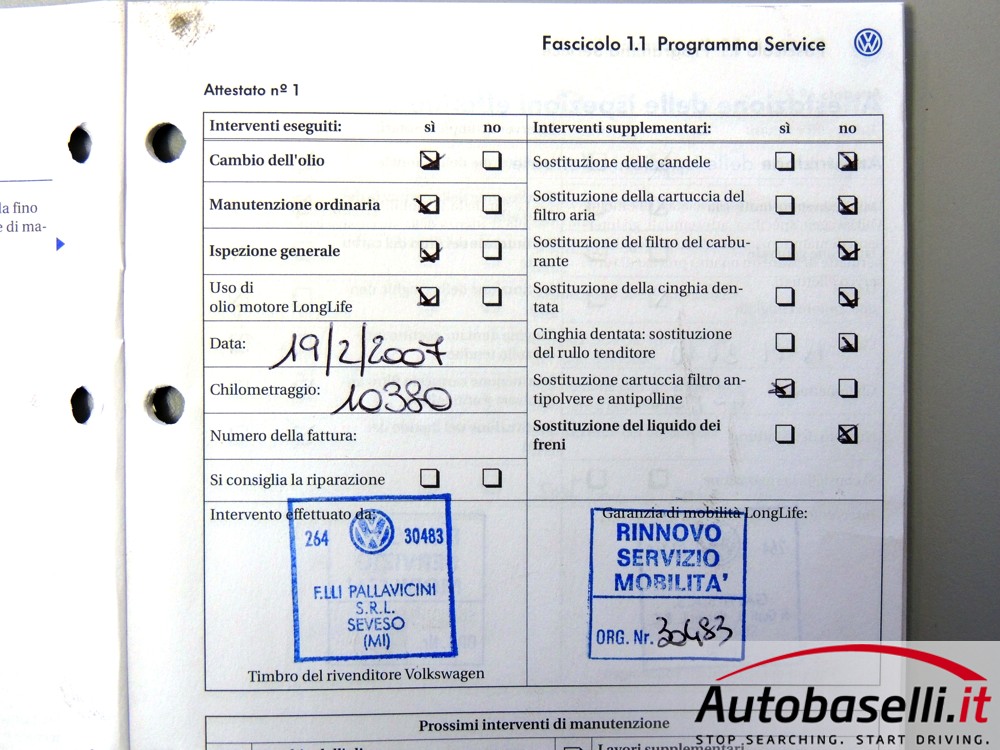 Fascicolo 1.1 Programma Service
Attestato nº 1
la fino
e di ma-
Interventi eseguiti: sì no
Cambio dell'olio
Manutenzione ordinaria
Ispezione generale
Uso di
olio motore LongLife
Data: 19/2/2007
Chilometraggio: 10380
Numero della fattura:
Si consiglia la riparazione
Interventi supplementari: sì no
Sostituzione delle candele
Sostituzione della cartuccia del
filtro aria
Sostituzione del filtro del carbu-
rante
Sostituzione della cinghia den-
tata
Cinghia dentata: sostituzione
del rullo tenditore
Sostituzione cartuccia filtro an-
tipolvere e antipolline
Sostituzione del liquido dei
freni
Intervento effettuato da:
264 30483
F.LLI PALLAVICINI
S.R.L.
SEVESO
(MI)
Timbro del rivenditore Volkswagen
Garanzia di mobilità LongLife:
RINNOVO
SERVIZIO
MOBILITA'
ORG. Nr. 30483
Prossimi interventi di manutenzione
Lavori supplementari
Autobaselli.it
STOP SEARCHING. START DRIVING.